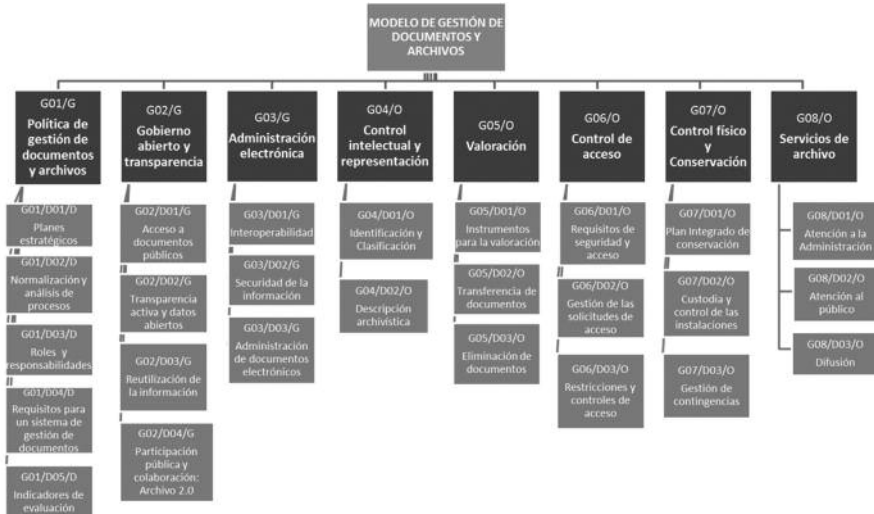 MODELO DE GESTIÓN DE
DOCUMENTOS Y
ARCHIVOS
G01/G
Política de
gestión de
documentos
y archivos
G01/D01/D
Planes
estratégicos
G01/D02/D
Normalización y
análisis de
procesos
G01/D03/D
Roles y
responsabilidades
G01/D04/D
Requisitos para
un sistema de
gestión de
documentos
G01/D05/D
Indicadores de
evaluación
G02/G
Gobierno
abierto y
transparencia
G02/D01/G
Acceso a
documentos
públicos
G02/D02/G
Transparencia
activa y datos
abiertos
G02/D03/G
Reutilización de
la información
G02/D04/G
Participación
pública y
colaboración:
Archivo 2.0
G03/G
Administración
electrónica
G03/D01/G
Interoperabilidad
G03/D02/G
Securidad de la
información
G03/D03/G
Administración
de documentos
electrónicos
G04/O
Control
intelectual y
representación
G04/D01/O
Identificación y
Clasificación
G04/D02/O
Descripción
archivística
G05/O
Valoración
G05/D01/O
Instrumentos
para la valoración
G05/D02/O
Transferencia de
documentos
G05/D03/O
Eliminación de
documentos
G06/O
Control de
acceso
G06/D01/O
Requisitos de
seguridad y
acceso
G06/D02/O
Gestión de las
solicitudes de
acceso
G06/D03/O
Restricciones y
controles de
acceso
G07/O
Control físico
y
Conservación
G07/D01/O
Plan Integrado de
conservación
G07/D02/O
Custodia y
control de las
instalaciones
G07/D03/O
Gestión de
contingencias
G08/O
Servicios de
archivo
G08/D01/O
Atención a la
Administración
G08/D02/O
Atención al
público
G08/D03/O
Difusión